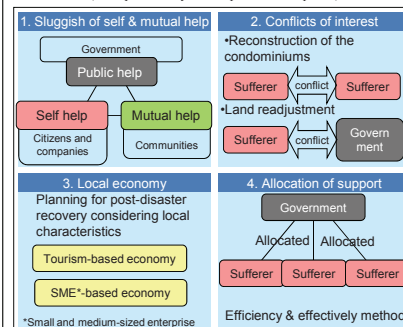 1. Sluggish of self & mutual help
Government
Public help
Self help
Mutual help
Citizens and
companies
Communities
2. Conflicts of interest
•Reconstruction of the
condominiums
Sufferer
conflict
Sufferer
•Land readjustment
Sufferer
conflict
Govern
ment
3. Local economy
Planning for post-disaster
recovery considering local
characteristics
Tourism-based economy
SME*-based economy
*Small and medium-sized enterprise
4. Allocation of support
Government
Allocated
Allocated
Sufferer
Sufferer
Sufferer
Efficiency & effectively method